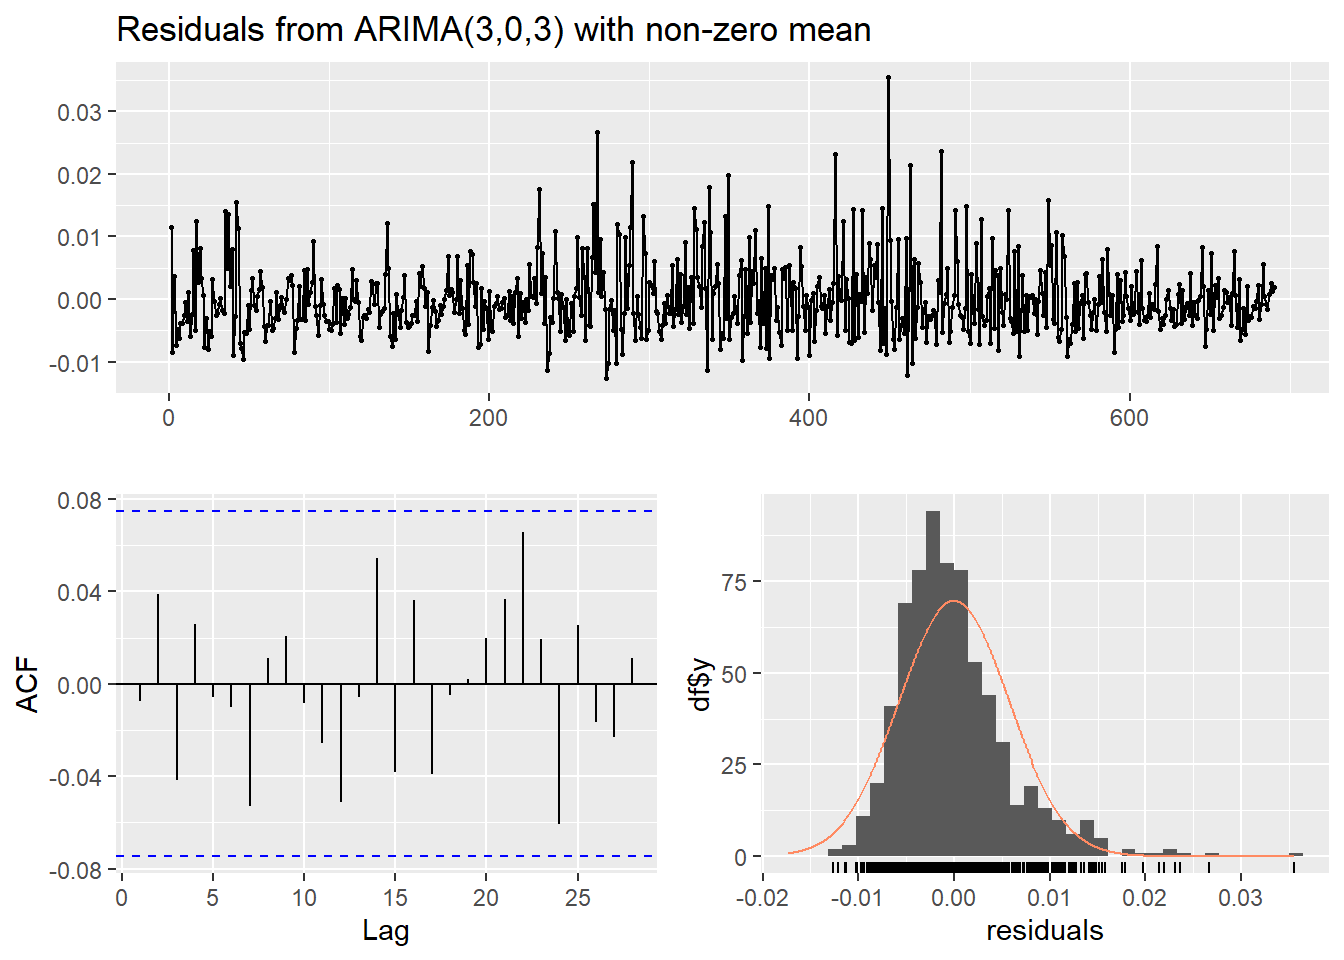 Residuals from ARIMA(3,0,3) with non-zero mean
0.03
0.02
0.01
0.00
-0.01
0 200 400 600
ACF
0.08
0.04
0.00
-0.04
-0.08
0 5 10 15 20 25
Lag
df$y
75
50
25
0
-0.02 -0.01 0.00 0.01 0.02 0.03
residuals